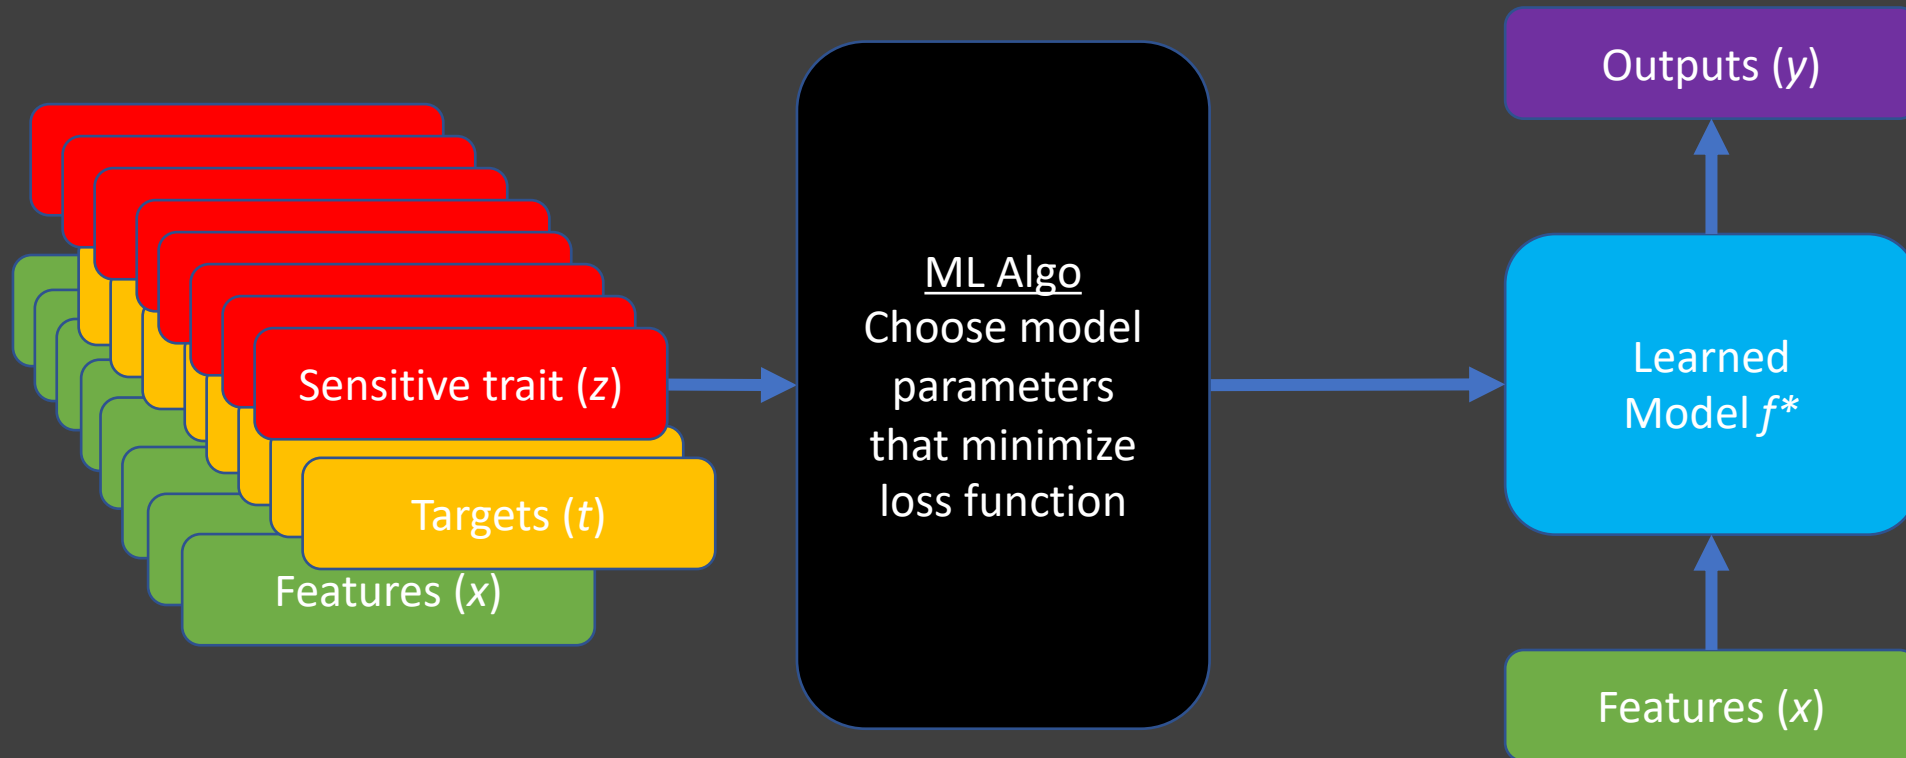 Sensitive trait (z)
Targets (t)
Features (x)
ML Algo
Choose model
parameters
that minimize
loss function
Outputs (y)
Learned
Model f*
Features (x)